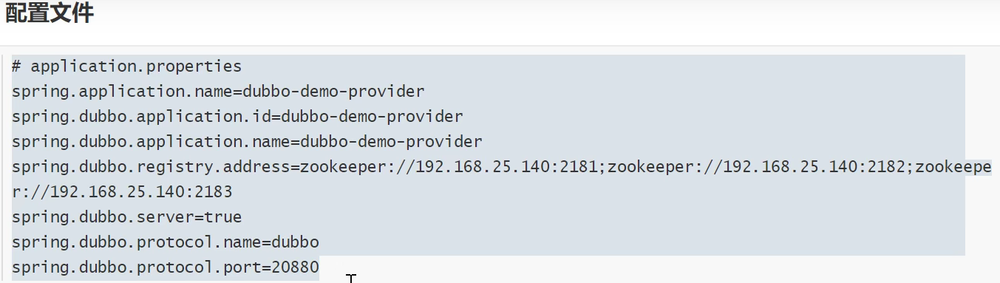 配置文件
# application.properties
spring.application.name=dubbo-demo-provider
spring.dubbo.application.id=dubbo-demo-provider
spring.dubbo.application.name=dubbo-demo-provider
spring.dubbo.registry.address=zookeeper://192.168.25.140:2181;zookeeper://192.168.25.140:2182;zookeepe
r://192.168.25.140:2183
spring.dubbo.server=true
spring.dubbo.protocol.name=dubbo
spring.dubbo.protocol.port=20880